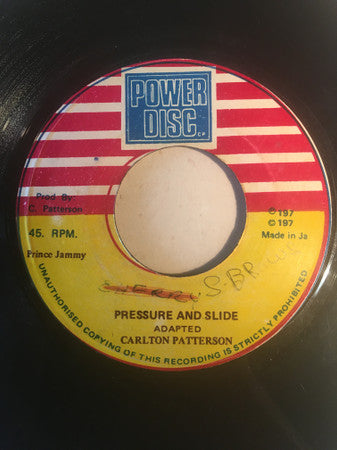 POWER
DISC
Prod By:
C. Patterson
45. RPM.
Prince Jammy
© 197
℗ 197
Made in Ja
S-BR
PRESSURE AND SLIDE
ADAPTED
CARLTON PATTERSON
UNAUTHORISED COPYING OF THIS RECORDING IS STRICTLY PROHIBITED